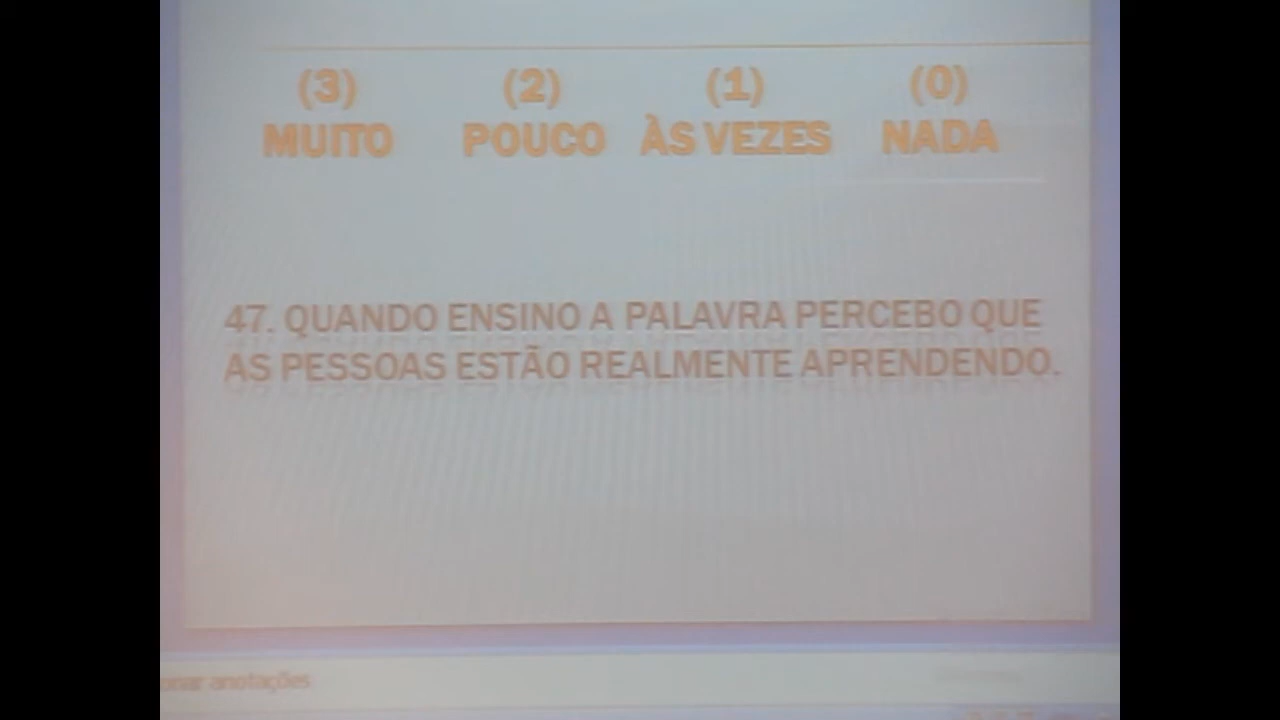 (3) (2) (1) (0)
MUITO POUCO ÀS VEZES NADA
47. QUANDO ENSINO A PALAVRA PERCEBO QUE
AS PESSOAS ESTÃO REALMENTE APRENDENDO.
anotações